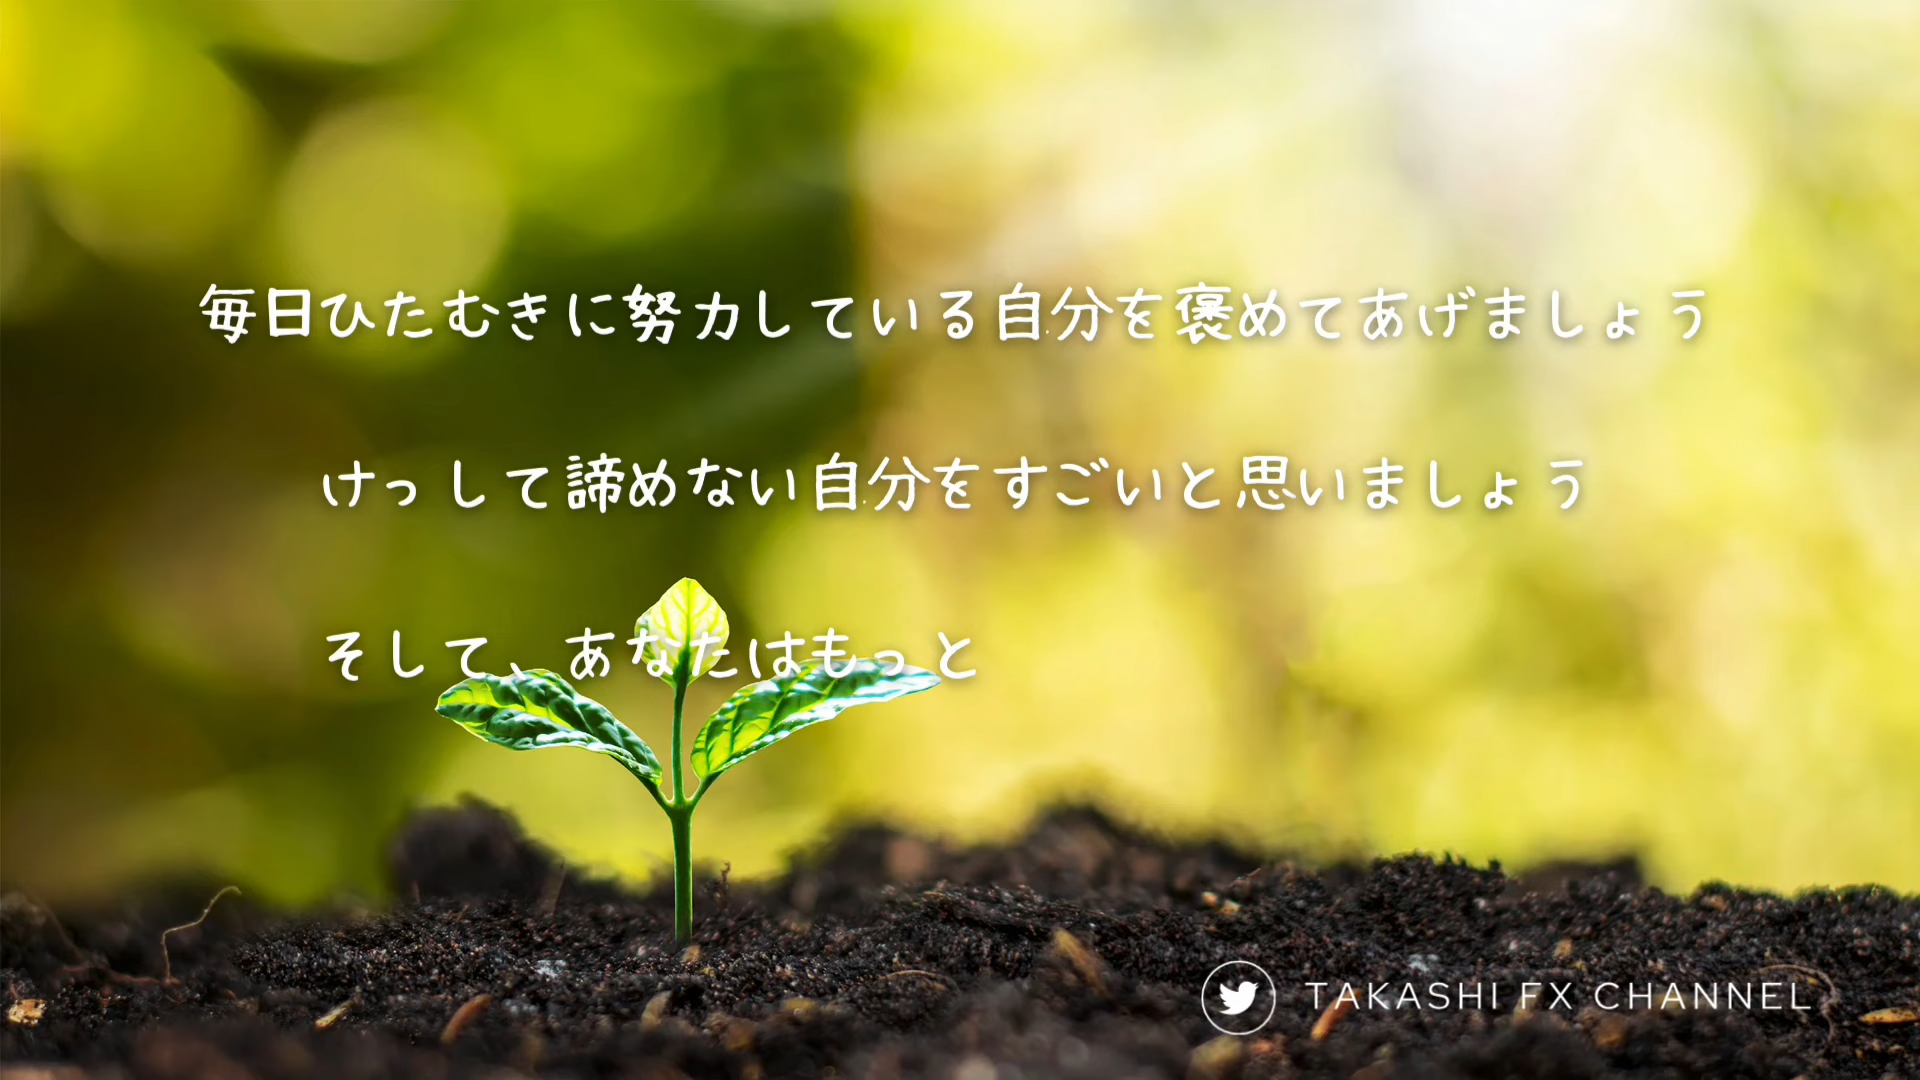 毎日ひたむきに努力している自分を褒めてあげましょう
けっして諦めない自分をすごいと思いましょう
そして、あなたはもっと
TAKASHI FX CHANNEL